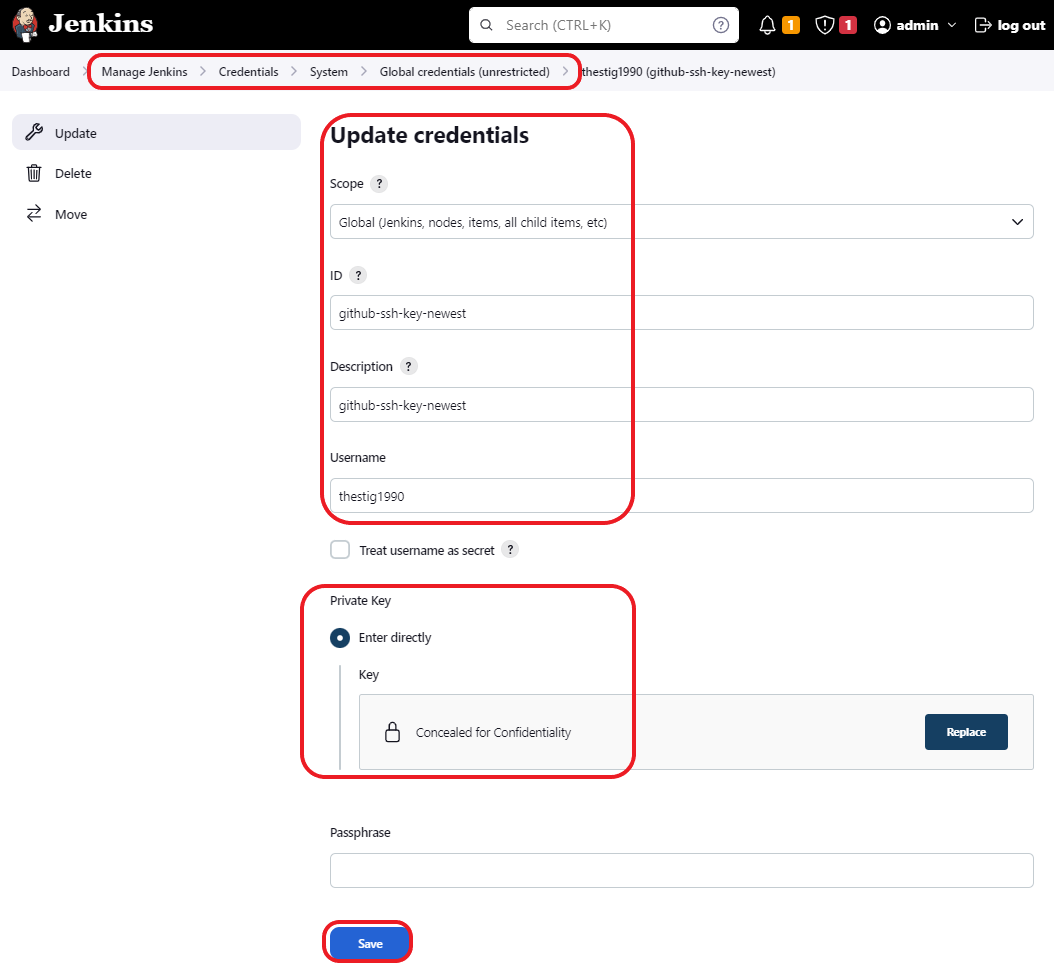 Jenkins
Search (CTRL+K) ? 1 1 admin log out
Dashboard > Manage Jenkins > Credentials > System > Global credentials (unrestricted) > thestig1990 (github-ssh-key-newest)
Update
Delete
Move
Update credentials
Scope ?
Global (Jenkins, nodes, items, all child items, etc)
ID ?
github-ssh-key-newest
Description ?
github-ssh-key-newest
Username
thestig1990
Treat username as secret ?
Private Key
Enter directly
Key
Concealed for Confidentiality
Replace
Passphrase
Save